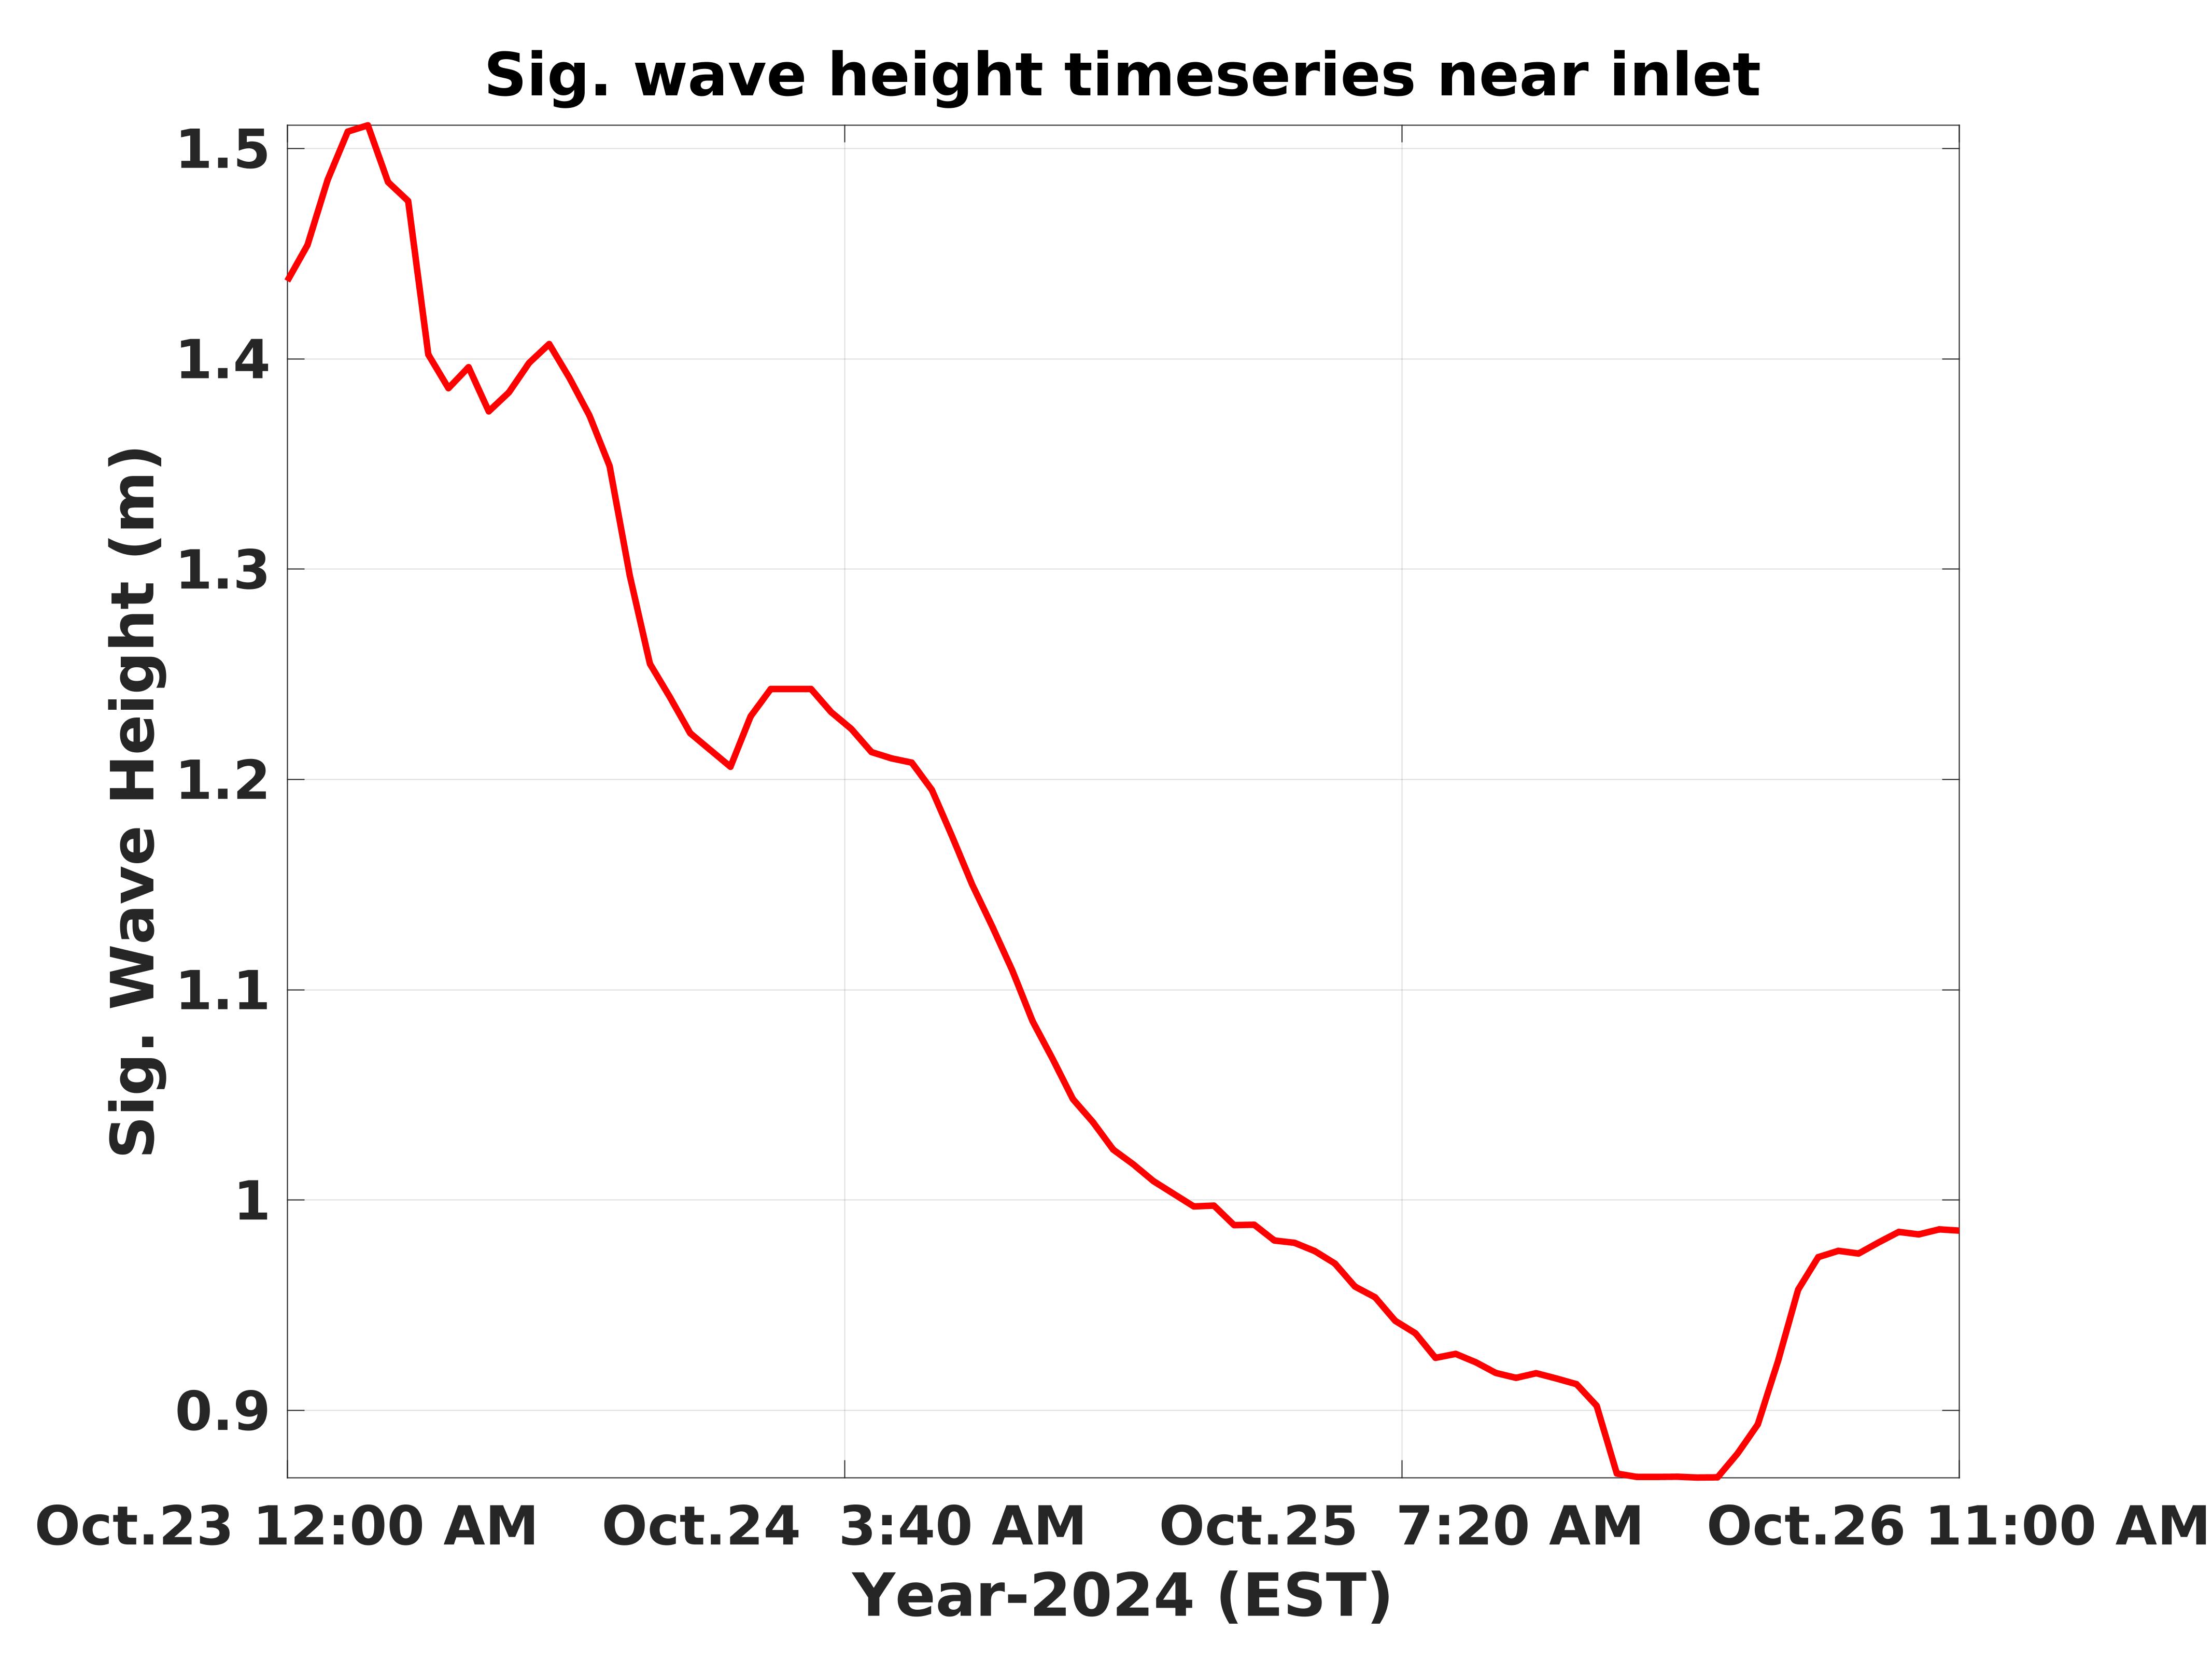 Sig. wave height timeseries near inlet
Sig. Wave Height (m)
1.5
1.4
1.3
1.2
1.1
1
0.9
Oct.23 12:00 AM Oct.24  3:40 AM Oct.25  7:20 AM Oct.26 11:00 AM
Year-2024 (EST)